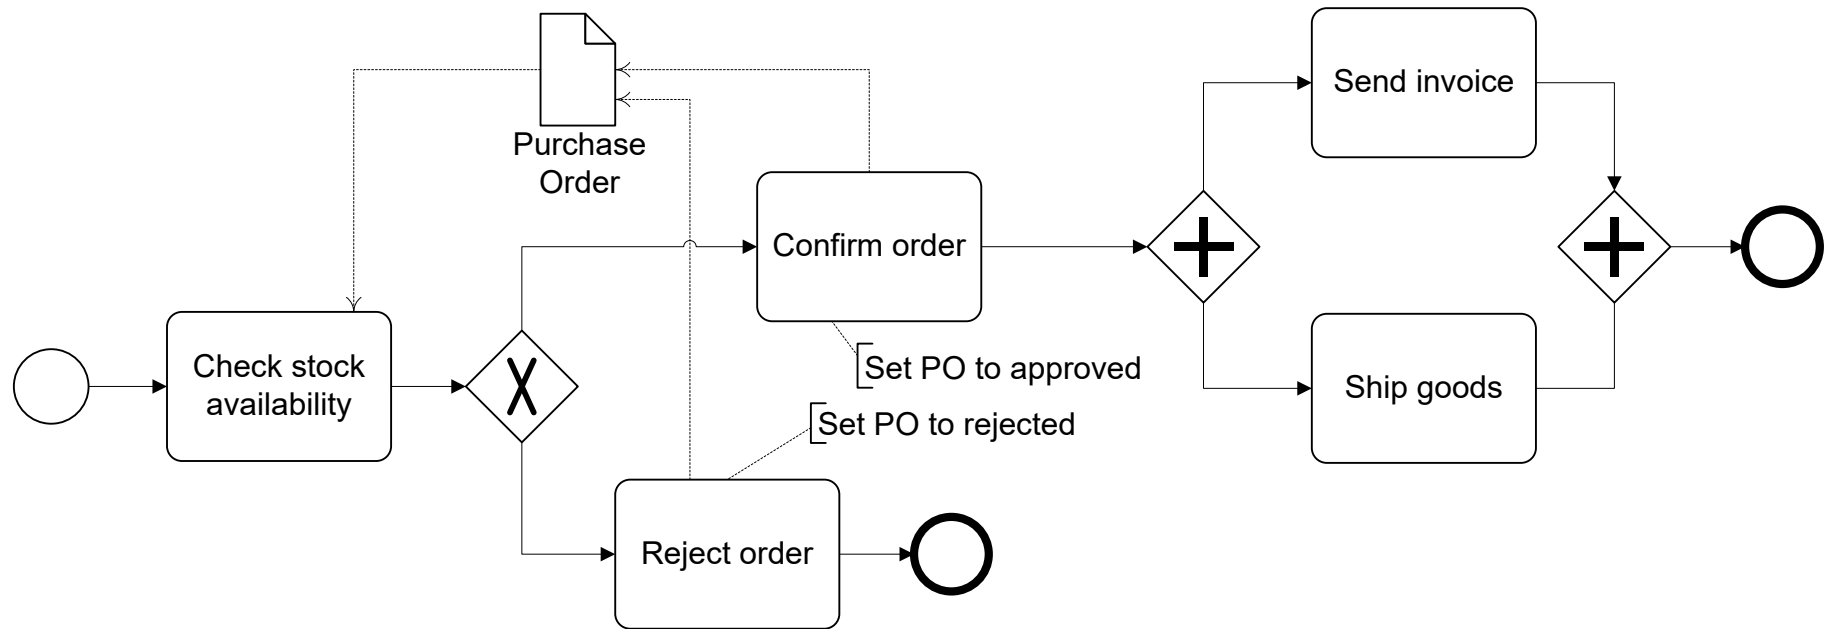 Purchase
Order
Send invoice
Confirm order
Check stock
availability
Set PO to approved
Set PO to rejected
Ship goods
Reject order